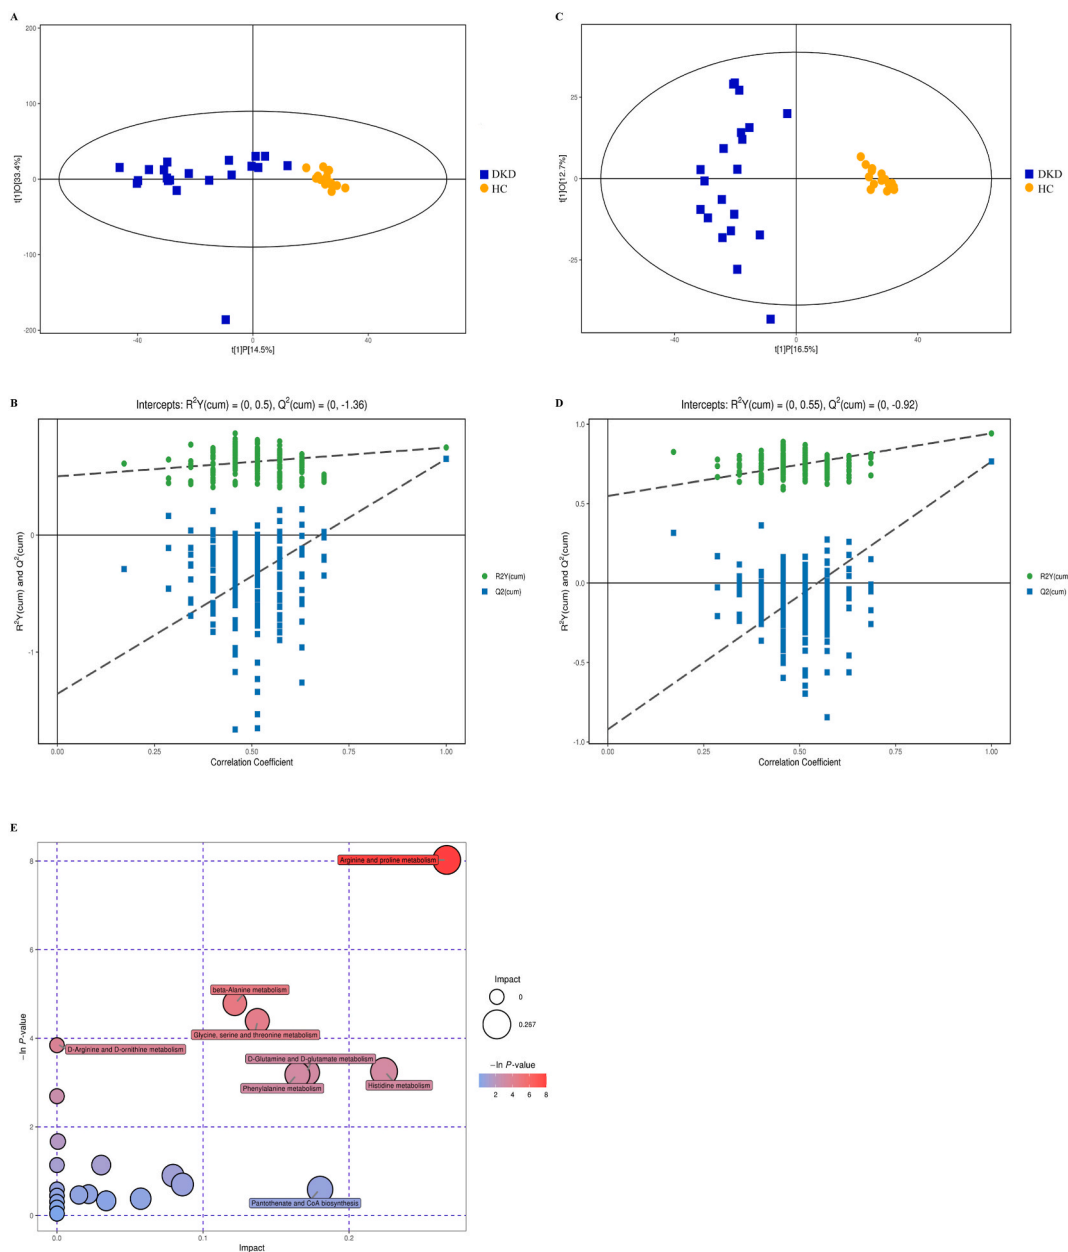 A
200
100
0
-100
-200
t[1]O[33.4%]
-40
0
40
t[1]P[14.5%]
DKD
HC
C
25
0
-25
t[1]O[12.7%]
-40
0
40
t[1]P[16.5%]
DKD
HC
B
Intercepts: R²Y(cum) = (0, 0.5), Q²(cum) = (0, -1.36)
0
-1
R²Y(cum) and Q²(cum)
0.00
0.25
0.50
0.75
1.00
Correlation Coefficient
R2Y(cum)
Q2(cum)
D
Intercepts: R²Y(cum) = (0, 0.55), Q²(cum) = (0, -0.92)
1.0
0.5
0.0
-0.5
-1.0
R²Y(cum) and Q²(cum)
0.00
0.25
0.50
0.75
1.00
Correlation Coefficient
R2Y(cum)
Q2(cum)
E
8
6
4
2
0
−ln P-value
Arginine and proline metabolism
beta-Alanine metabolism
Glycine, serine and threonine metabolism
D-Arginine and D-ornithine metabolism
D-Glutamine and D-glutamate metabolism
Phenylalanine metabolism
Histidine metabolism
Pantothenate and CoA biosynthesis
0.0
0.1
0.2
Impact
Impact
0
0.267
−ln P-value
2 4 6 8